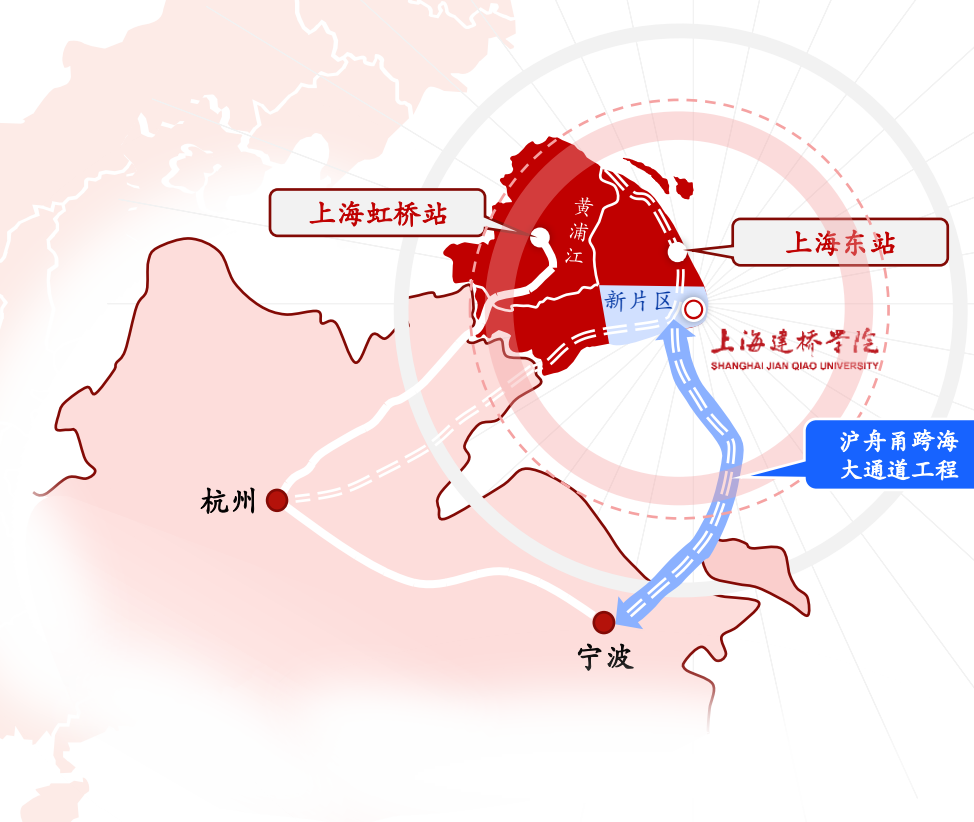 上海虹桥站
黄浦江
上海东站
新片区
上海建桥学院
SHANGHAI JIAN QIAO UNIVERSITY
沪舟甬跨海
大通道工程
杭州
宁波